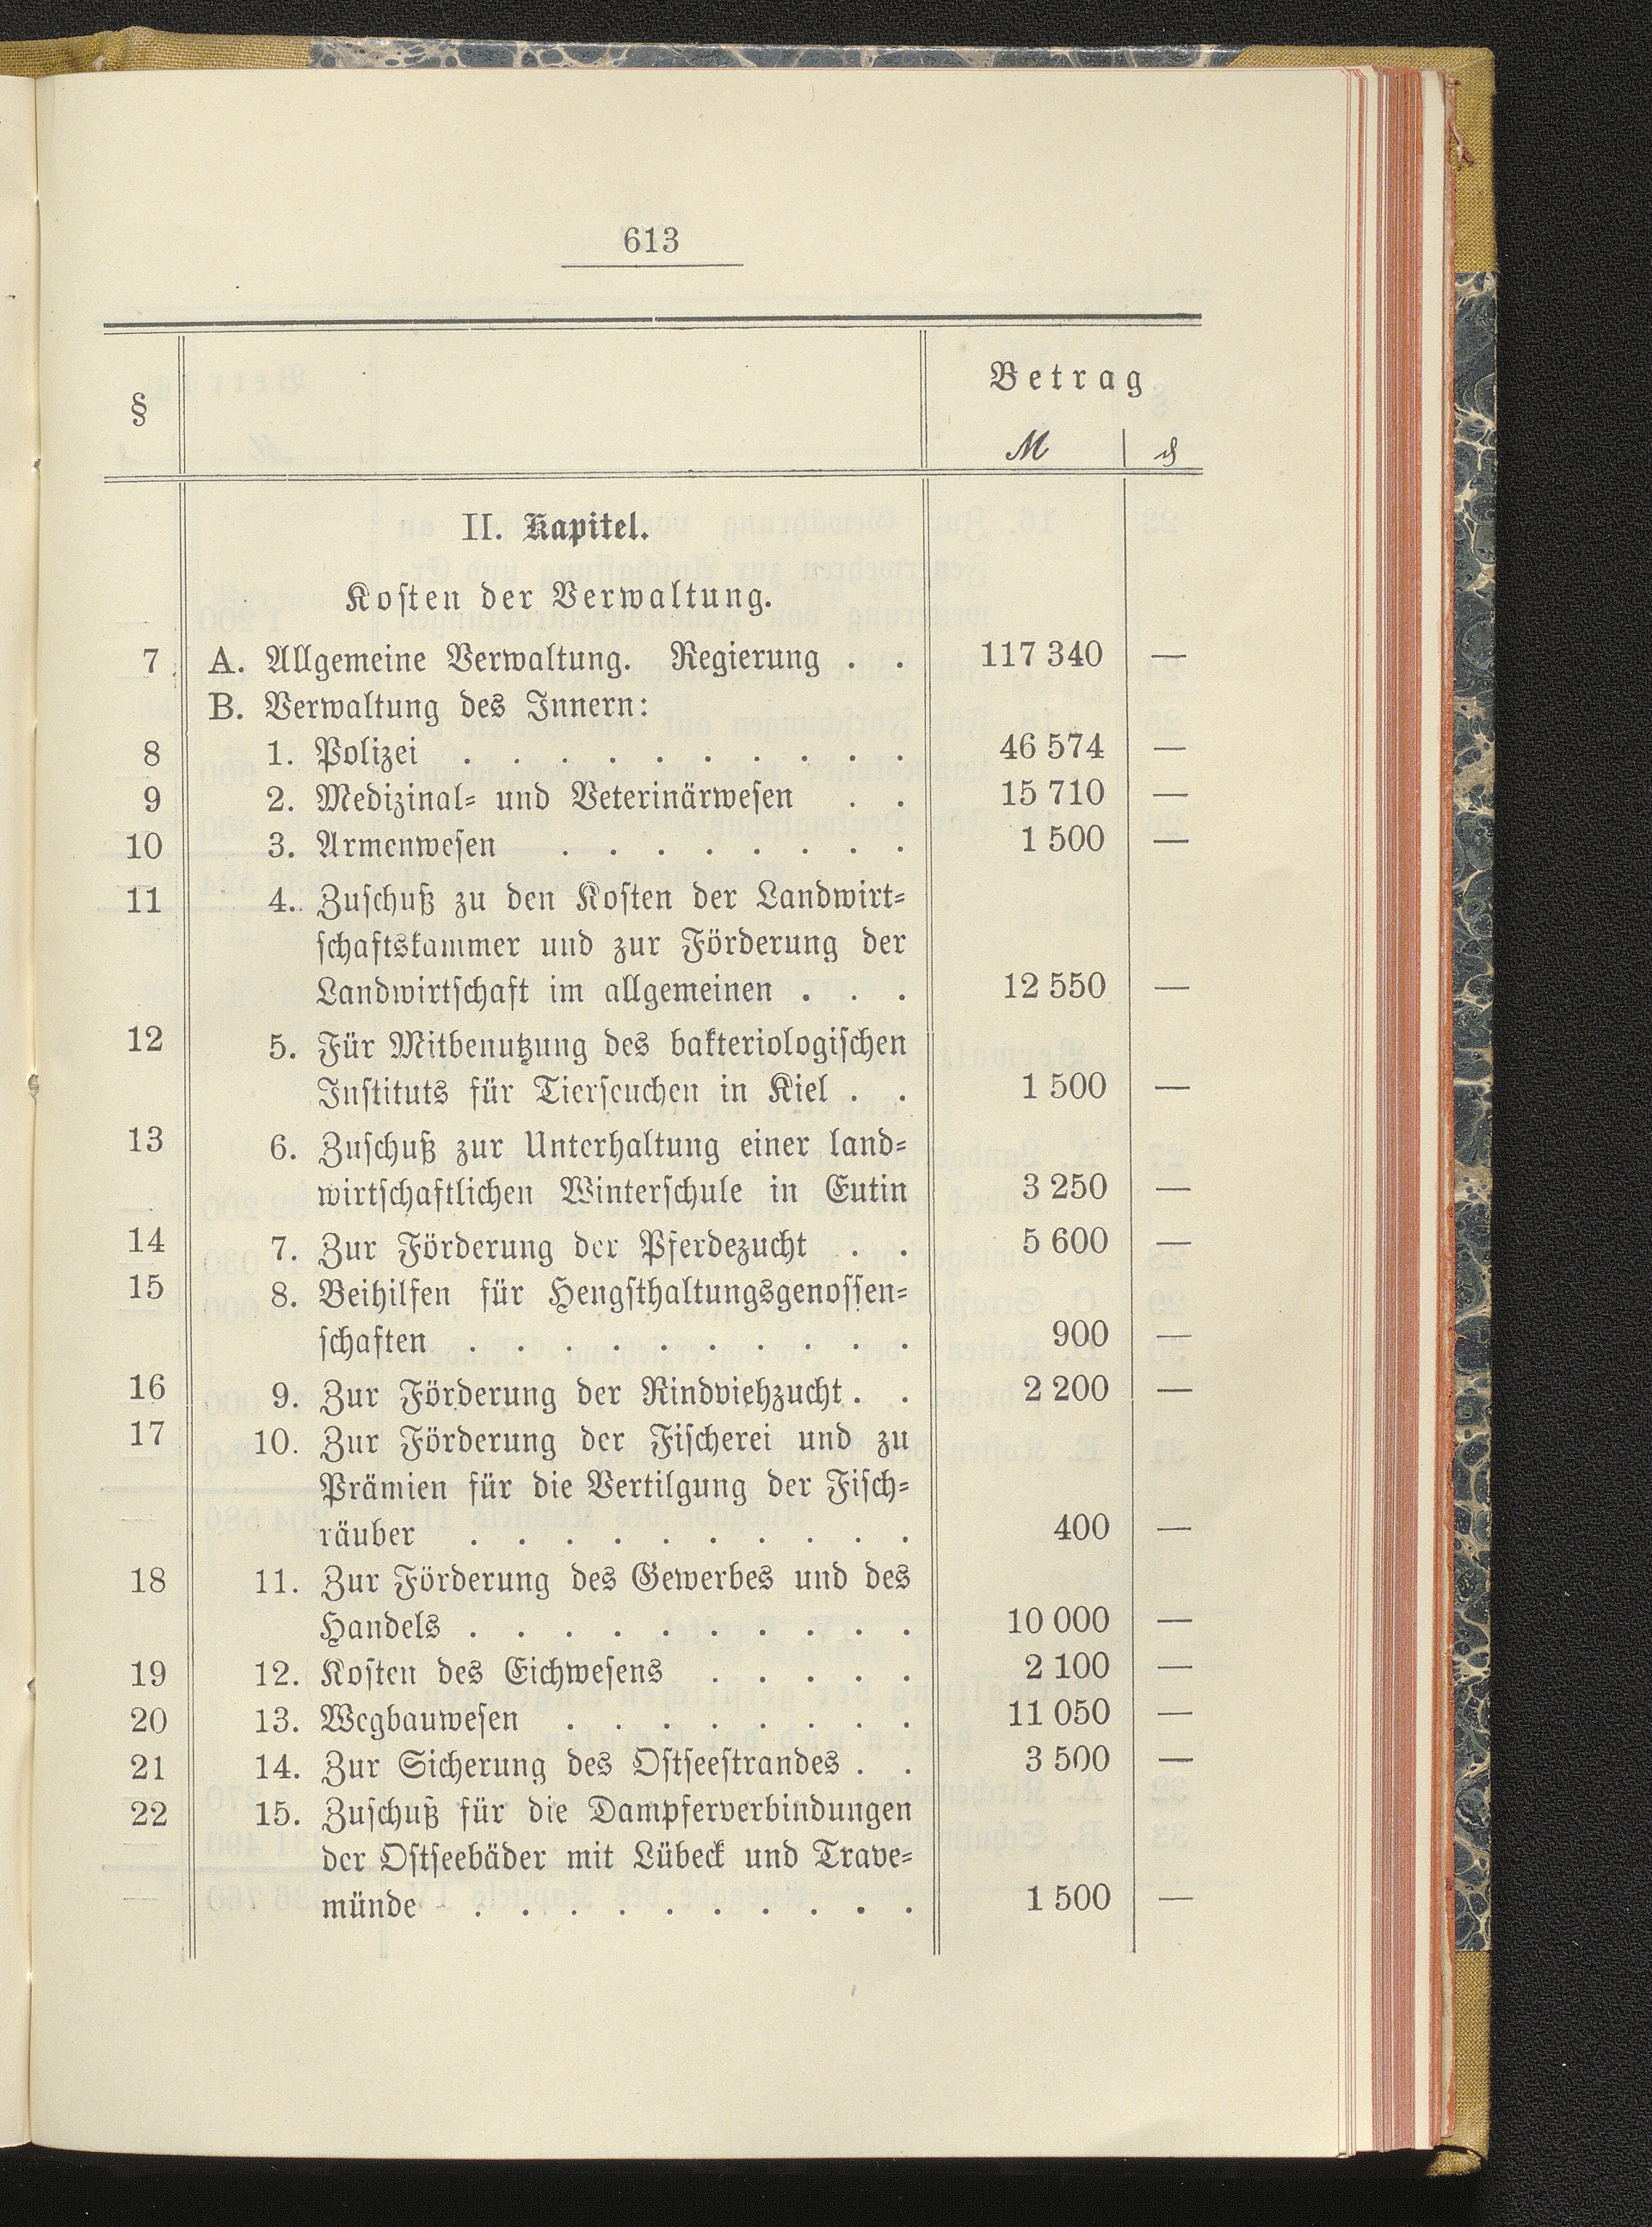 613
§ Betrag
ℳ ₰
II. Kapitel.
Kosten der Verwaltung.
7 A. Allgemeine Verwaltung. Regierung . . 117 340 —
B. Verwaltung des Innern:
8 1. Polizei . . . . . . . . . . 46 574 —
9 2. Medizinal- und Veterinärwesen . . 15 710 —
10 3. Armenwesen . . . . . . . . 1 500 —
11 4. Zuschuß zu den Kosten der Landwirt-
schaftskammer und zur Förderung der
Landwirtschaft im allgemeinen . . . 12 550 —
12 5. Für Mitbenutzung des bakteriologischen
Instituts für Tierseuchen in Kiel . . 1 500 —
13 6. Zuschuß zur Unterhaltung einer land-
wirtschaftlichen Winterschule in Eutin 3 250 —
14 7. Zur Förderung der Pferdezucht . . 5 600 —
15 8. Beihilfen für Hengsthaltungsgenossen-
schaften . . . . . . . . . . 900 —
16 9. Zur Förderung der Rindviehzucht . . 2 200 —
17 10. Zur Förderung der Fischerei und zu
Prämien für die Vertilgung der Fisch-
räuber . . . . . . . . . . 400 —
18 11. Zur Förderung des Gewerbes und des
Handels . . . . . . . . . . 10 000 —
19 12. Kosten des Eichwesens . . . . . 2 100 —
20 13. Wegbauwesen . . . . . . . . 11 050 —
21 14. Zur Sicherung des Ostseestrandes . . 3 500 —
22 15. Zuschuß für die Dampferverbindungen
der Ostseebäder mit Lübeck und Trave-
münde . . . . . . . . . . 1 500 —